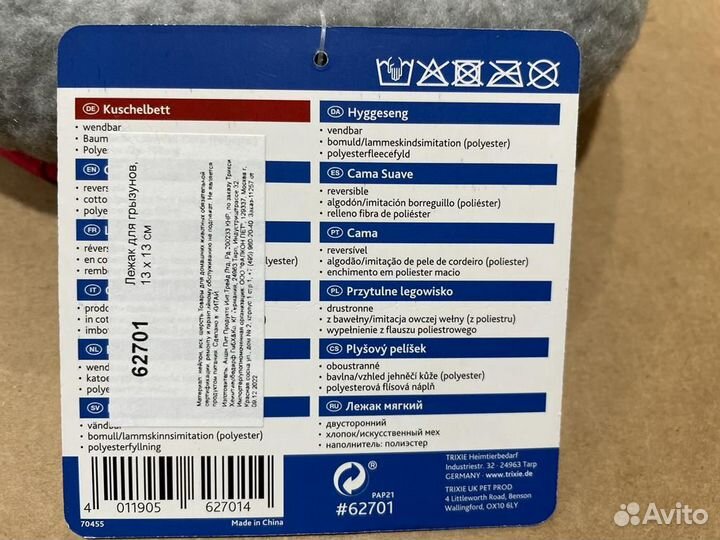 DE Kuschelbett
wendbar
Baum
Polye
EN
revers
cotto
polye
FR L
révers
en co
polyester)
rembo
IT
prodo
in coto
imbot
NL
wend
katoe
polye
SV
vändbar
bomull/lammskinnsimitation (polyester)
polyesterfyllning
Лежак для грызунов,
13 х 13 см
62701
DA Hyggeseng
vendbar
bomuld/lammeskindsimitation (polyester)
polyesterfleecefyld
ES Cama Suave
reversible
algodón/imitación borreguillo (poliéster)
relleno fibra de poliéster
PT Cama
reversível
algodão/imitação de pele de cordeiro (poliéster)
enchimento em poliester macio
PL Przytulne legowisko
drustronne
z bawełny/imitacja owczej wełny (z poliestru)
wypełnienie z flauszu poliestrowego
CS Plyšový pelíšek
oboustranné
bavlna/vzhled jehněčí kůže (polyester)
polyesterová flísová náplň
RU Лежак мягкий
двусторонний
хлопок/искусственный мех
наполнитель: полиэстер
4 011905 627014
70455 Made in China
®
PAP21
#62701
TRIXIE Heimtierbedarf
Industriestr. 32 · 24963 Tarp
GERMANY · www.trixie.de
TRIXIE UK PET PROD
4 Littleworth Road, Benson
Wallingford, OX10 6LY
Avito